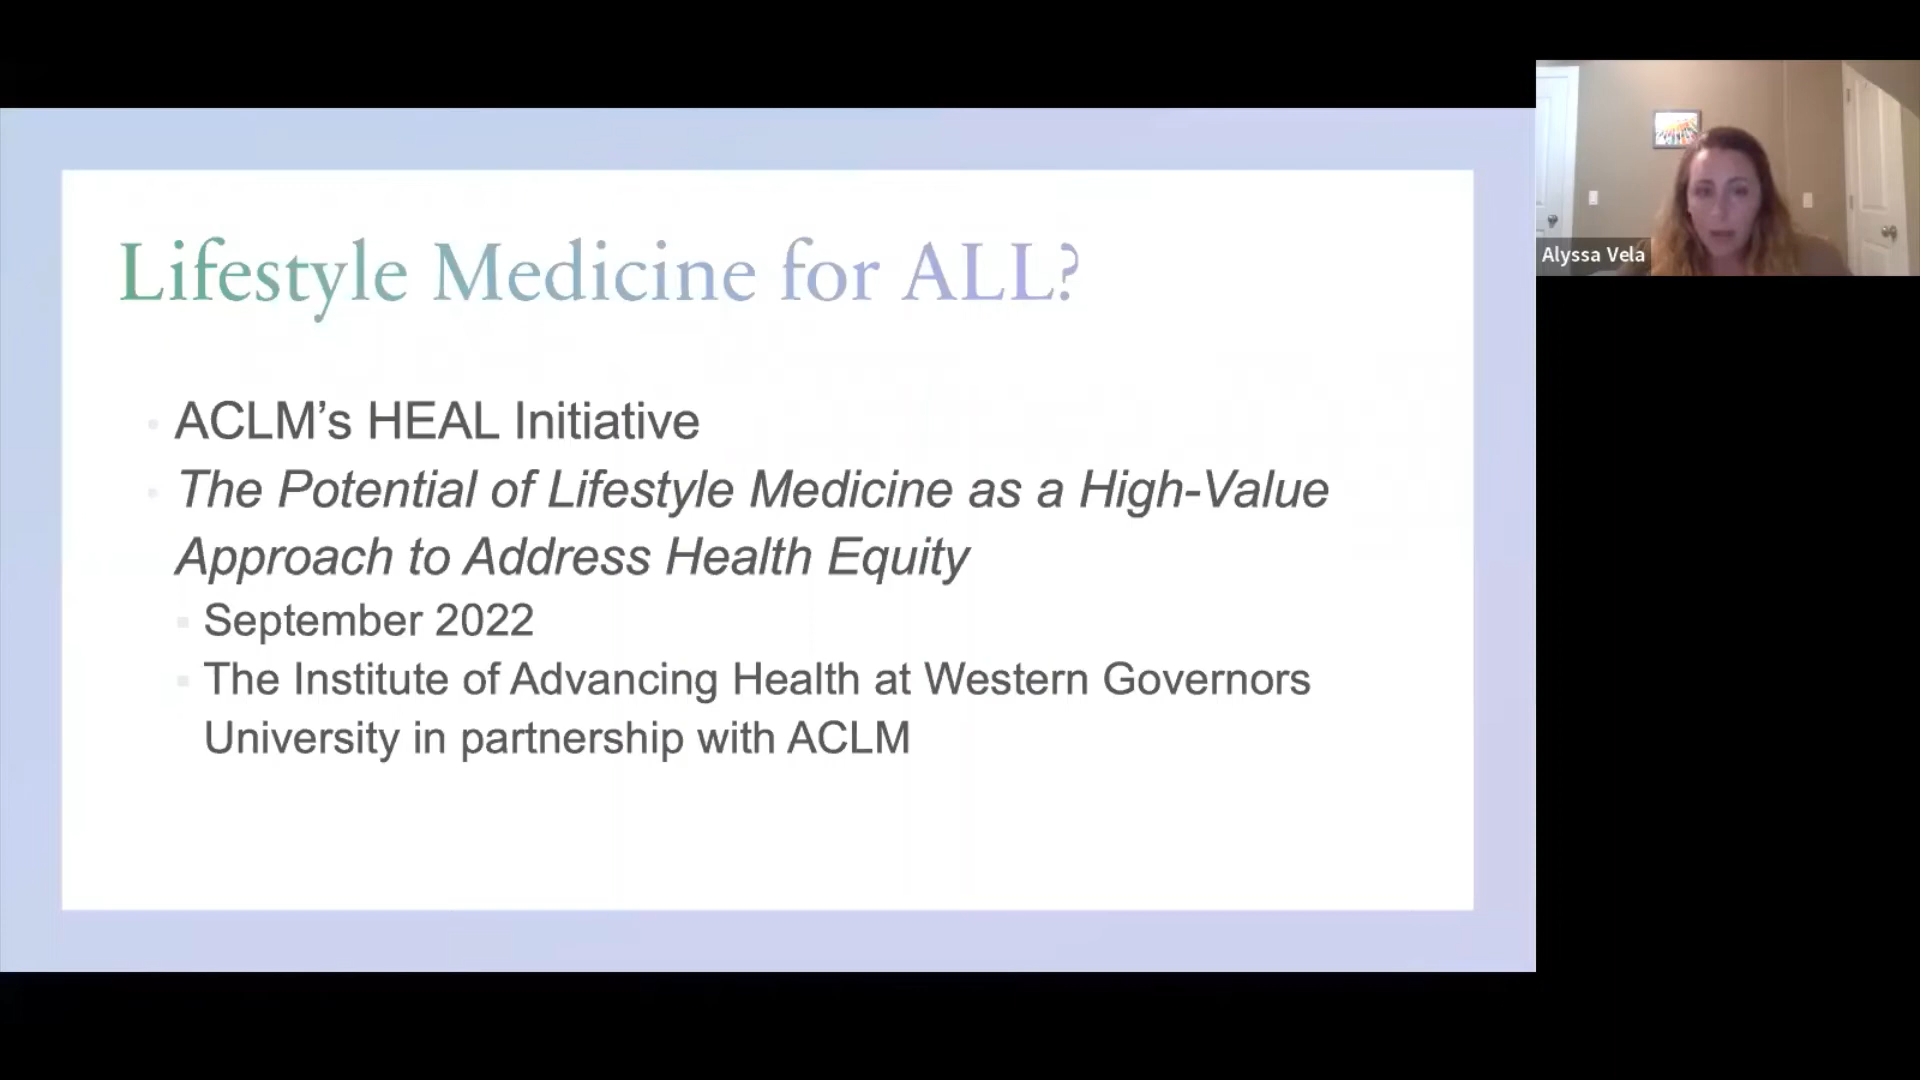 Lifestyle Medicine for ALL?
ACLM’s HEAL Initiative
The Potential of Lifestyle Medicine as a High-Value
Approach to Address Health Equity
September 2022
The Institute of Advancing Health at Western Governors
University in partnership with ACLM
Alyssa Vela